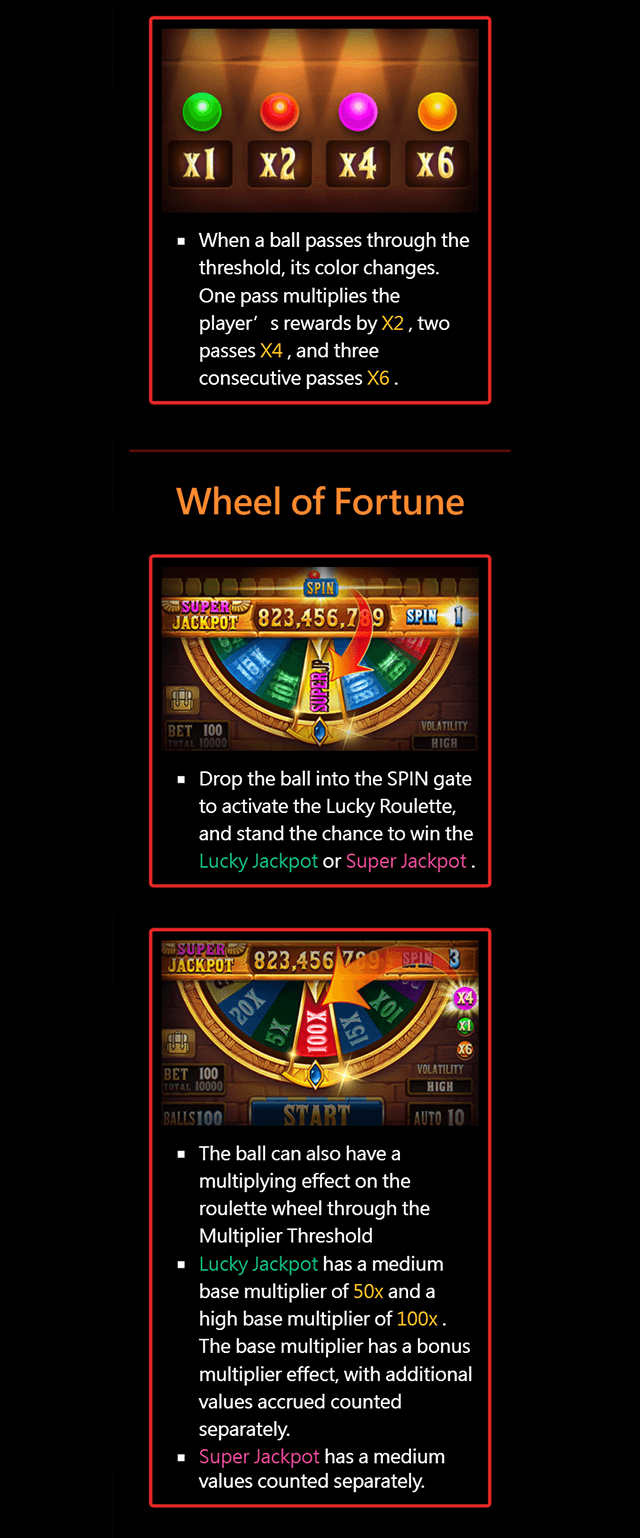 x1 x2 x4 x6
▪ When a ball passes through the
threshold, its color changes.
One pass multiplies the
player’s rewards by X2 , two
passes X4 , and three
consecutive passes X6 .
Wheel of Fortune
SPIN
SUPER
JACKPOT 823,456,789 SPIN 1
15X 10X SUPER JP 10X
BET 100
TOTAL 10000
VOLATILITY
HIGH
▪ Drop the ball into the SPIN gate
to activate the Lucky Roulette,
and stand the chance to win the
Lucky Jackpot or Super Jackpot .
SUPER
JACKPOT 823,456,789 SPIN 3
20X 5X 100X 15X 10X
X4
X1
X6
BET 100
TOTAL 10000
VOLATILITY
HIGH
BALLS 100 START AUTO 10
▪ The ball can also have a
multiplying effect on the
roulette wheel through the
Multiplier Threshold
▪ Lucky Jackpot has a medium
base multiplier of 50x and a
high base multiplier of 100x .
The base multiplier has a bonus
multiplier effect, with additional
values accrued counted
separately.
▪ Super Jackpot has a medium
values counted separately.